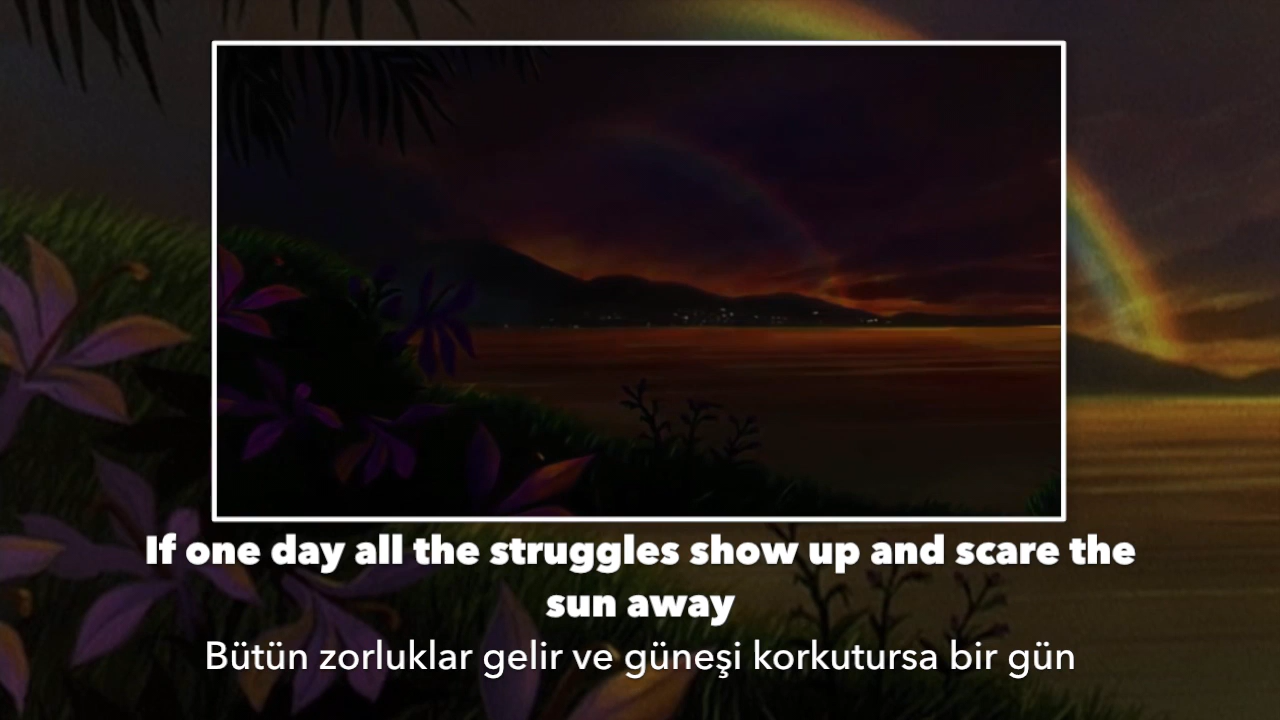 If one day all the struggles show up and scare the
sun away
Bütün zorluklar gelir ve güneşi korkutursa bir gün